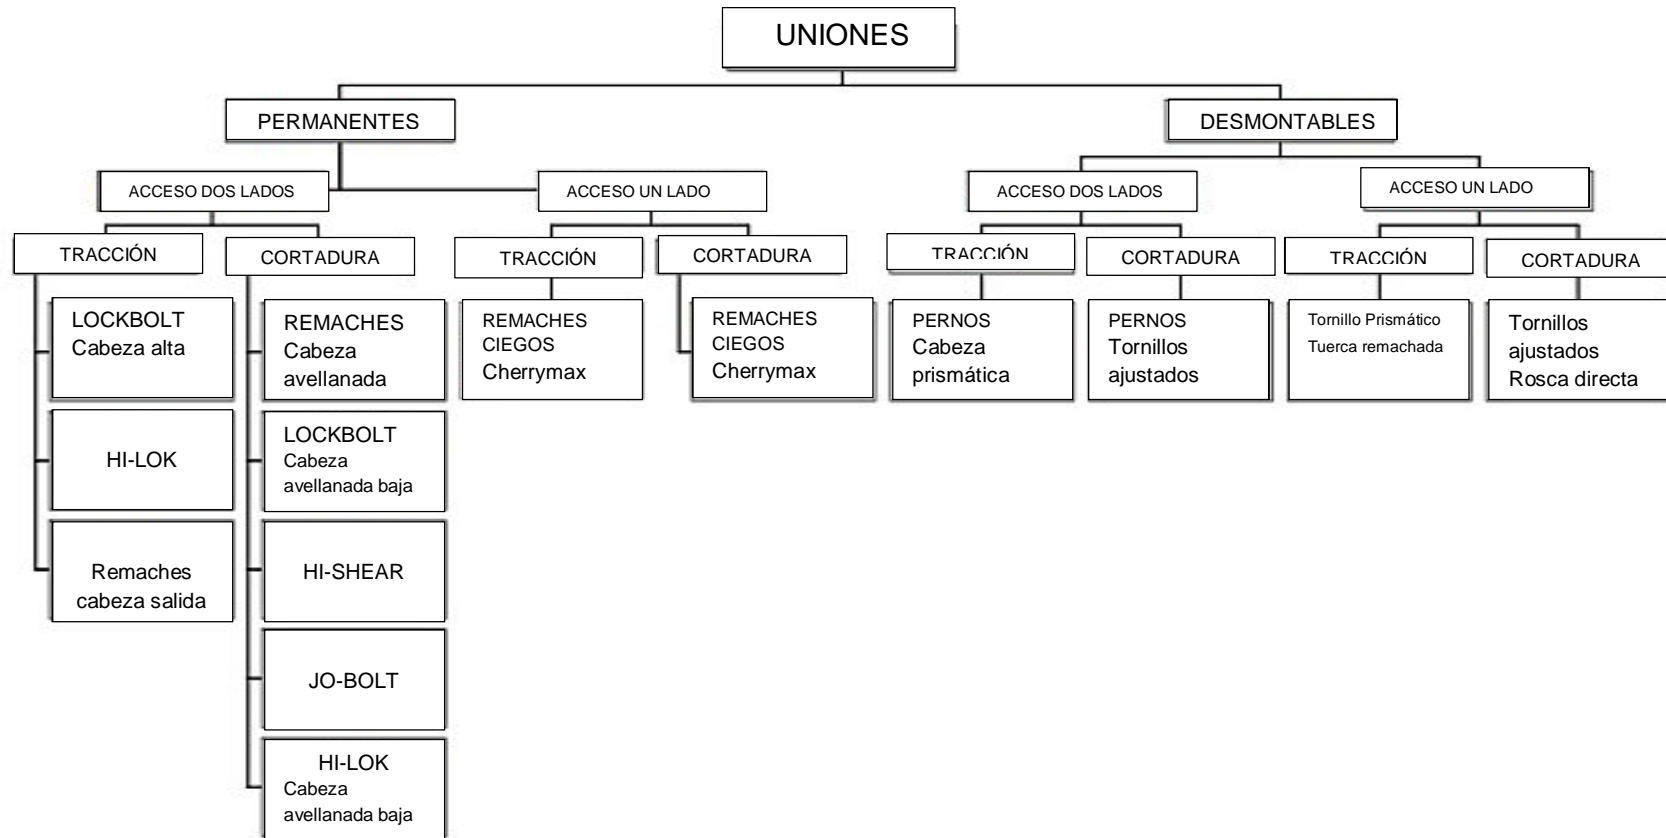 UNIONES
PERMANENTES
DESMONTABLES
ACCESO DOS LADOS
ACCESO UN LADO
ACCESO DOS LADOS
ACCESO UN LADO
TRACCIÓN
CORTADURA
TRACCIÓN
CORTADURA
TRACCIÓN
CORTADURA
TRACCIÓN
CORTADURA
LOCKBOLT
Cabeza alta
REMACHES
Cabeza
avellanada
REMACHES
CIEGOS
Cherrymax
REMACHES
CIEGOS
Cherrymax
PERNOS
Cabeza
prismática
PERNOS
Tornillos
ajustados
Tornillo Prismático
Tuerca remachada
Tornillos
ajustados
Rosca directa
HI-LOK
LOCKBOLT
Cabeza
avellanada baja
Remaches
cabeza salida
HI-SHEAR
JO-BOLT
HI-LOK
Cabeza
avellanada baja